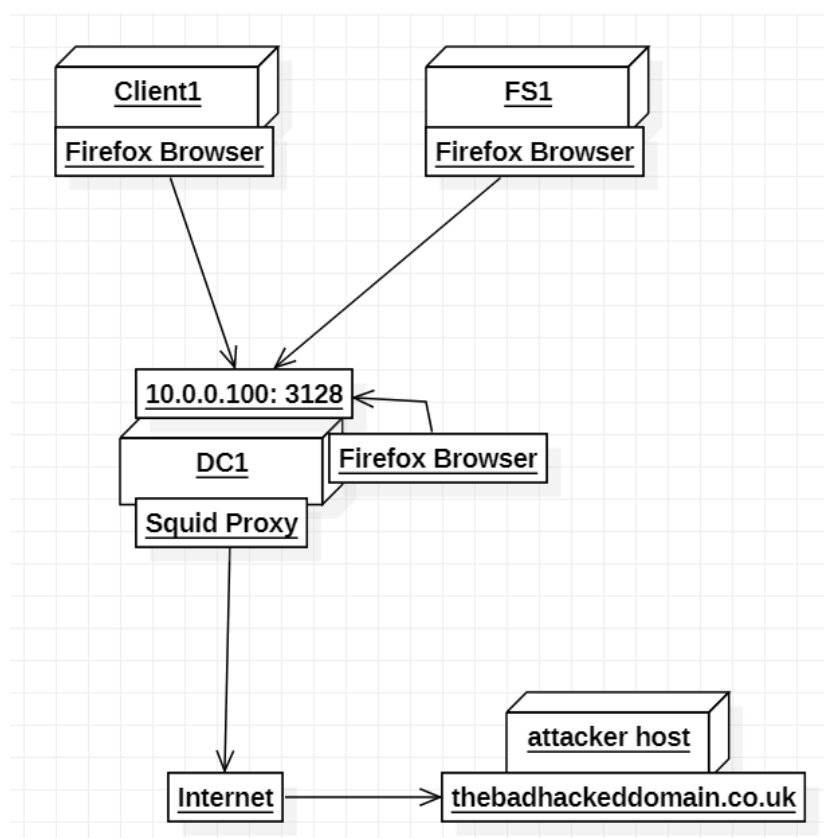 Client1
FS1
Firefox Browser
Firefox Browser
10.0.0.100: 3128
DC1
Firefox Browser
Squid Proxy
attacker host
Internet
thebadhackeddomain.co.uk